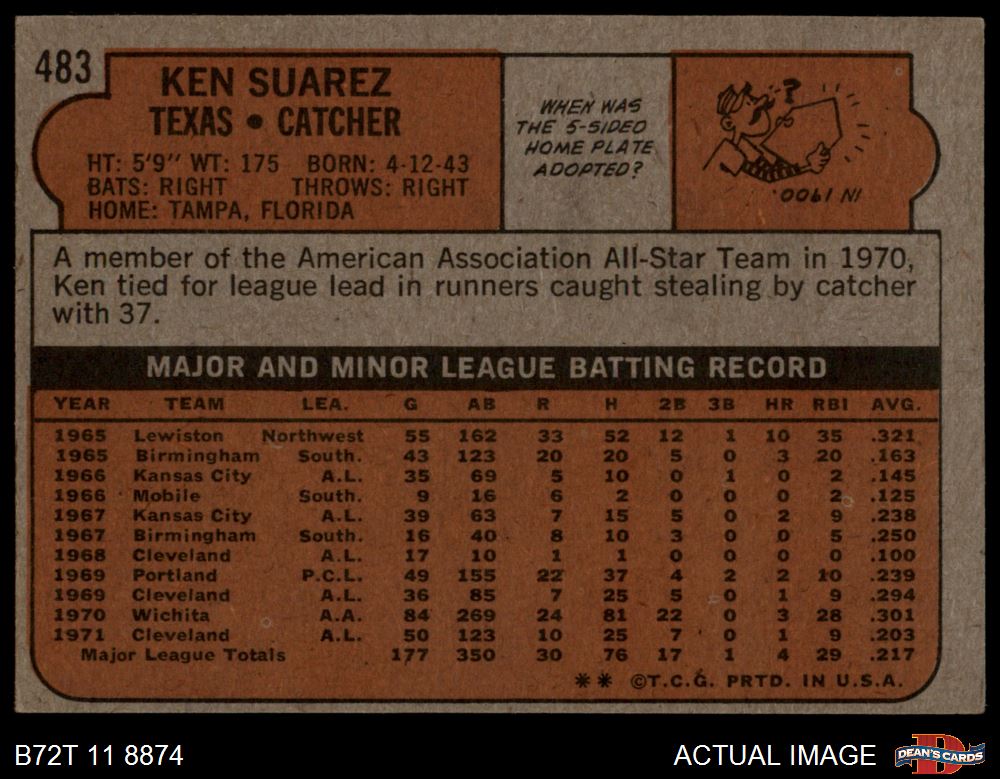 483
KEN SUAREZ
TEXAS • CATCHER
HT: 5'9" WT: 175 BORN: 4-12-43
BATS: RIGHT THROWS: RIGHT
HOME: TAMPA, FLORIDA
WHEN WAS
THE 5-SIDED
HOME PLATE
ADOPTED?
?
IN 1900.
A member of the American Association All-Star Team in 1970,
Ken tied for league lead in runners caught stealing by catcher
with 37.
MAJOR AND MINOR LEAGUE BATTING RECORD
YEAR TEAM LEA. G AB R H 2B 3B HR RBI AVG.
1965 Lewiston Northwest 55 162 33 52 12 1 10 35 .321
1965 Birmingham South. 43 123 20 20 5 0 3 20 .163
1966 Kansas City A.L. 35 69 5 10 0 1 0 2 .145
1966 Mobile South. 9 16 6 2 0 0 0 2 .125
1967 Kansas City A.L. 39 63 7 15 5 0 2 9 .238
1967 Birmingham South. 16 40 8 10 3 0 0 5 .250
1968 Cleveland A.L. 17 10 1 1 0 0 0 0 .100
1969 Portland P.C.L. 49 155 22 37 4 2 2 10 .239
1969 Cleveland A.L. 36 85 7 25 5 0 1 9 .294
1970 Wichita A.A. 84 269 24 81 22 0 3 28 .301
1971 Cleveland A.L. 50 123 10 25 7 0 1 9 .203
Major League Totals 177 350 30 76 17 1 4 29 .217
** ©T.C.G. PRTD. IN U.S.A.
B72T 11 8874
ACTUAL IMAGE
DEAN'S CARDS